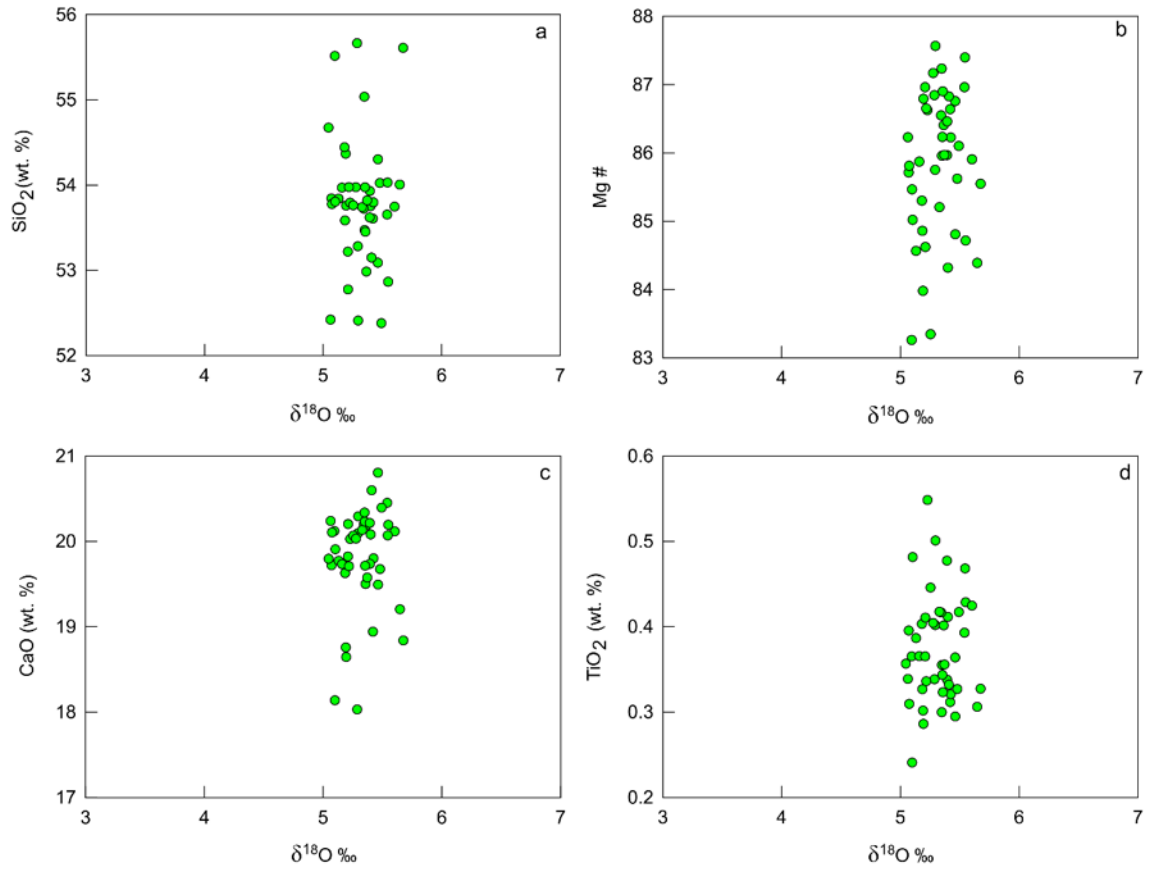 a
56
55
54
53
52
SiO₂(wt. %)
3 4 5 6 7
δ¹⁸O ‰
b
88
87
86
85
84
83
Mg #
3 4 5 6 7
δ¹⁸O ‰
c
21
20
19
18
17
CaO (wt. %)
3 4 5 6 7
δ¹⁸O ‰
d
0.6
0.5
0.4
0.3
0.2
TiO₂ (wt. %)
3 4 5 6 7
δ¹⁸O ‰